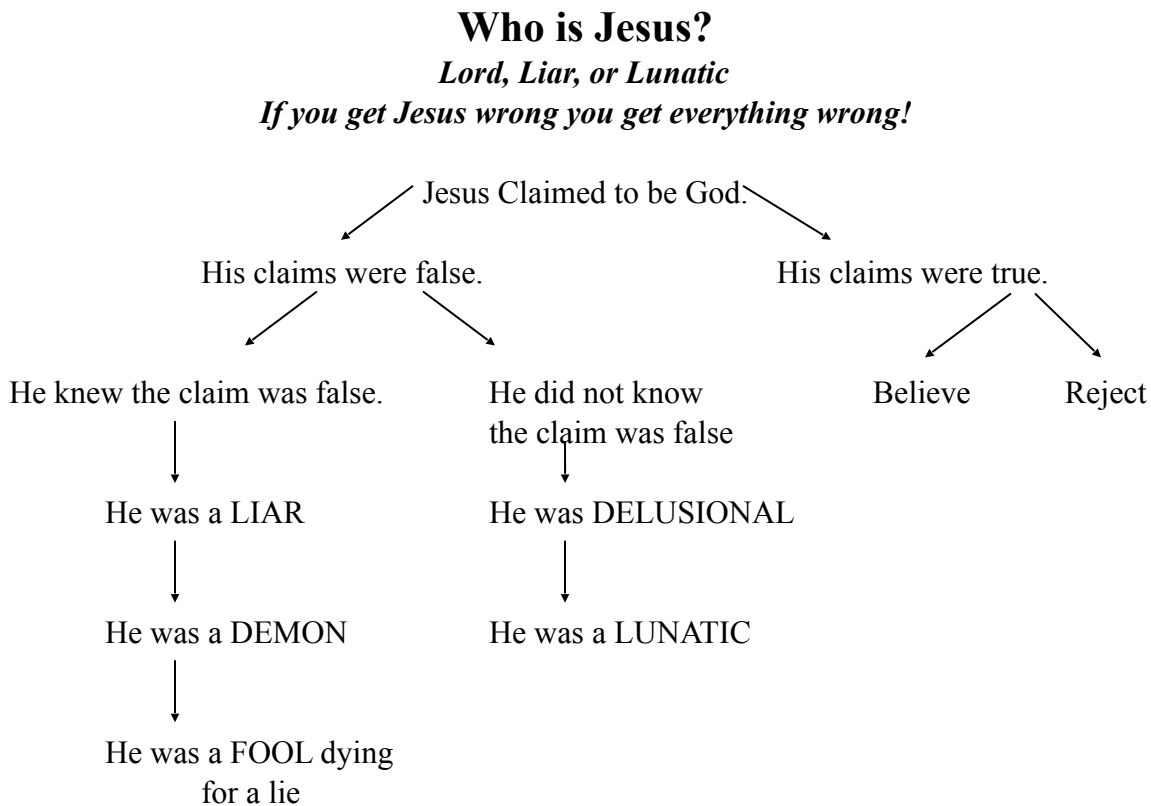 Who is Jesus?
Lord, Liar, or Lunatic
If you get Jesus wrong you get everything wrong!
Jesus Claimed to be God.
His claims were false.
His claims were true.
He knew the claim was false.
He did not know
the claim was false
Believe
Reject
He was a LIAR
He was DELUSIONAL
He was a DEMON
He was a LUNATIC
He was a FOOL dying
for a lie